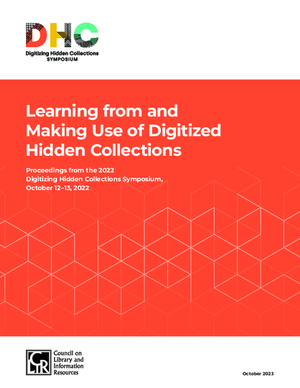 DHC
Digitizing Hidden Collections
SYMPOSIUM
Learning from and
Making Use of Digitized
Hidden Collections
Proceedings from the 2022
Digitizing Hidden Collections Symposium,
October 12–13, 2022
CLIR
Council on
Library and
Information
Resources
October 2023